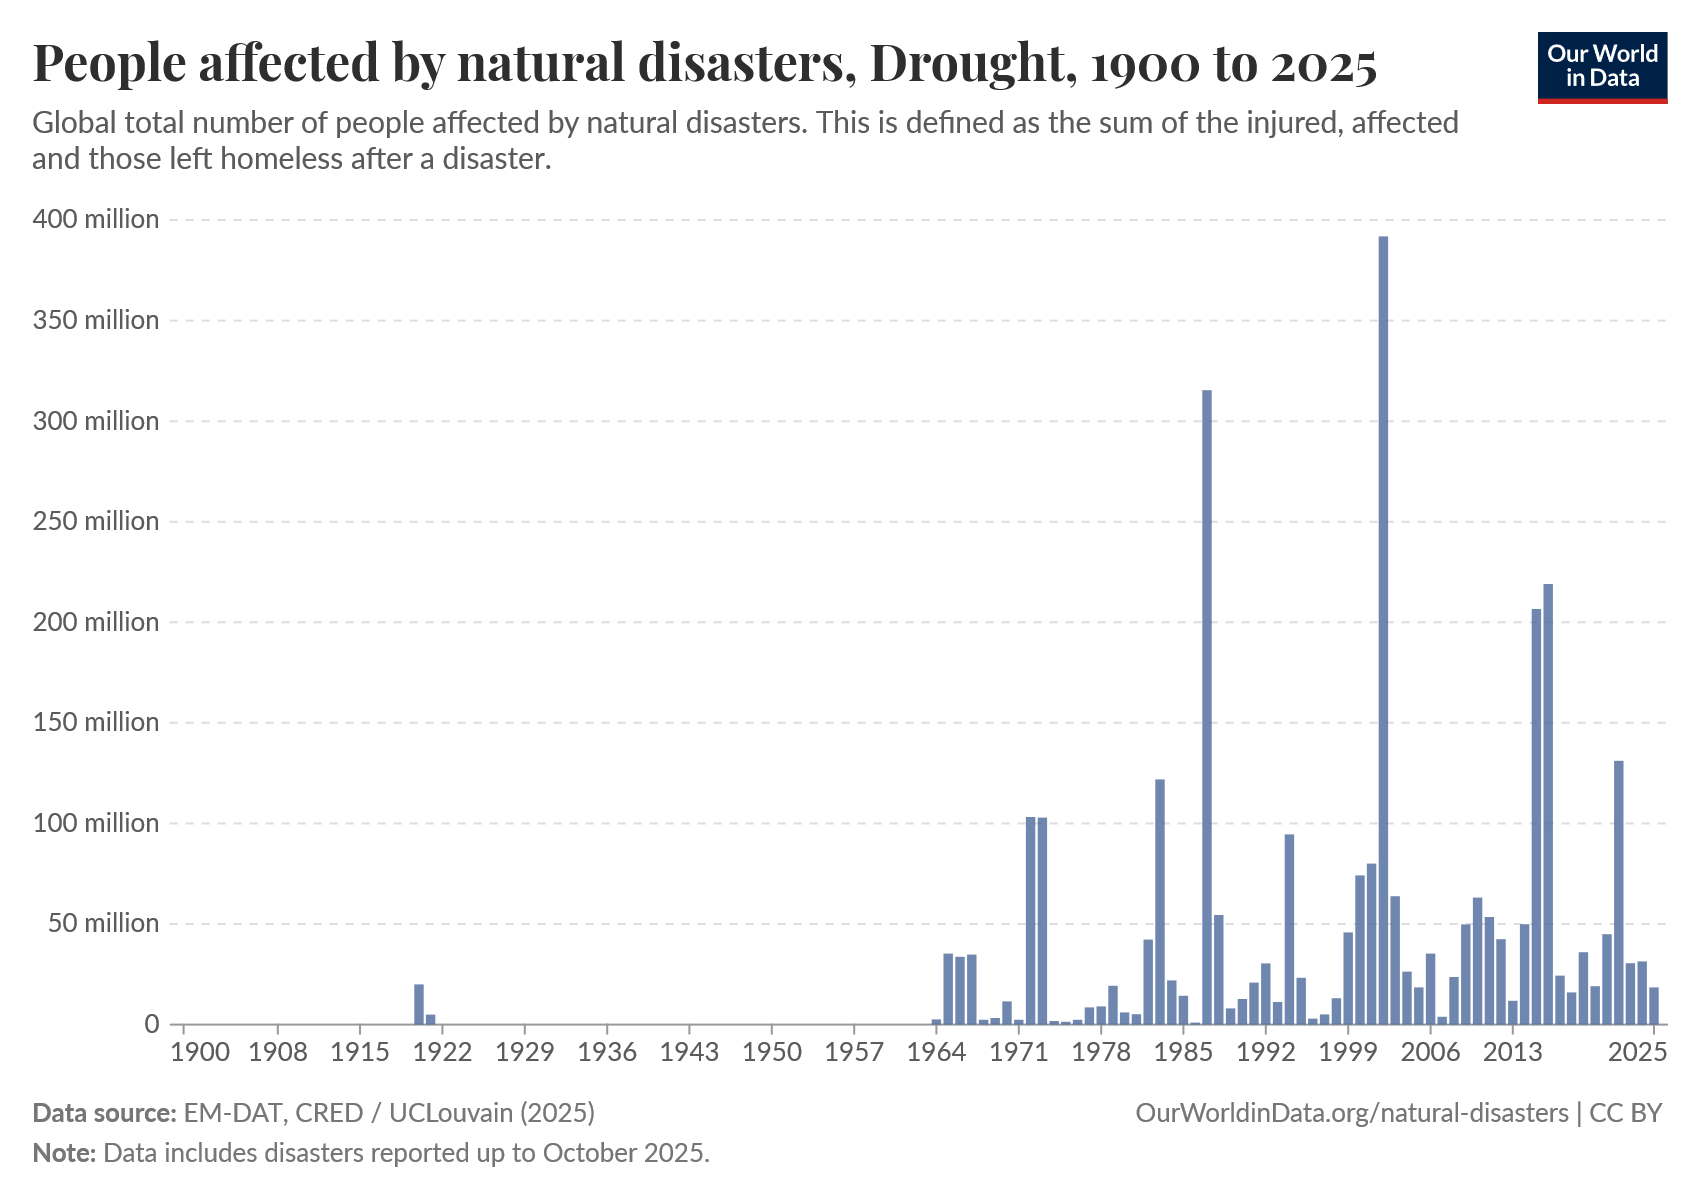 People affected by natural disasters, Drought, 1900 to 2025
Our World
in Data
Global total number of people affected by natural disasters. This is defined as the sum of the injured, affected
and those left homeless after a disaster.
400 million
350 million
300 million
250 million
200 million
150 million
100 million
50 million
0
1900 1908 1915 1922 1929 1936 1943 1950 1957 1964 1971 1978 1985 1992 1999 2006 2013 2025
Data source: EM-DAT, CRED / UCLouvain (2025)
OurWorldinData.org/natural-disasters | CC BY
Note: Data includes disasters reported up to October 2025.